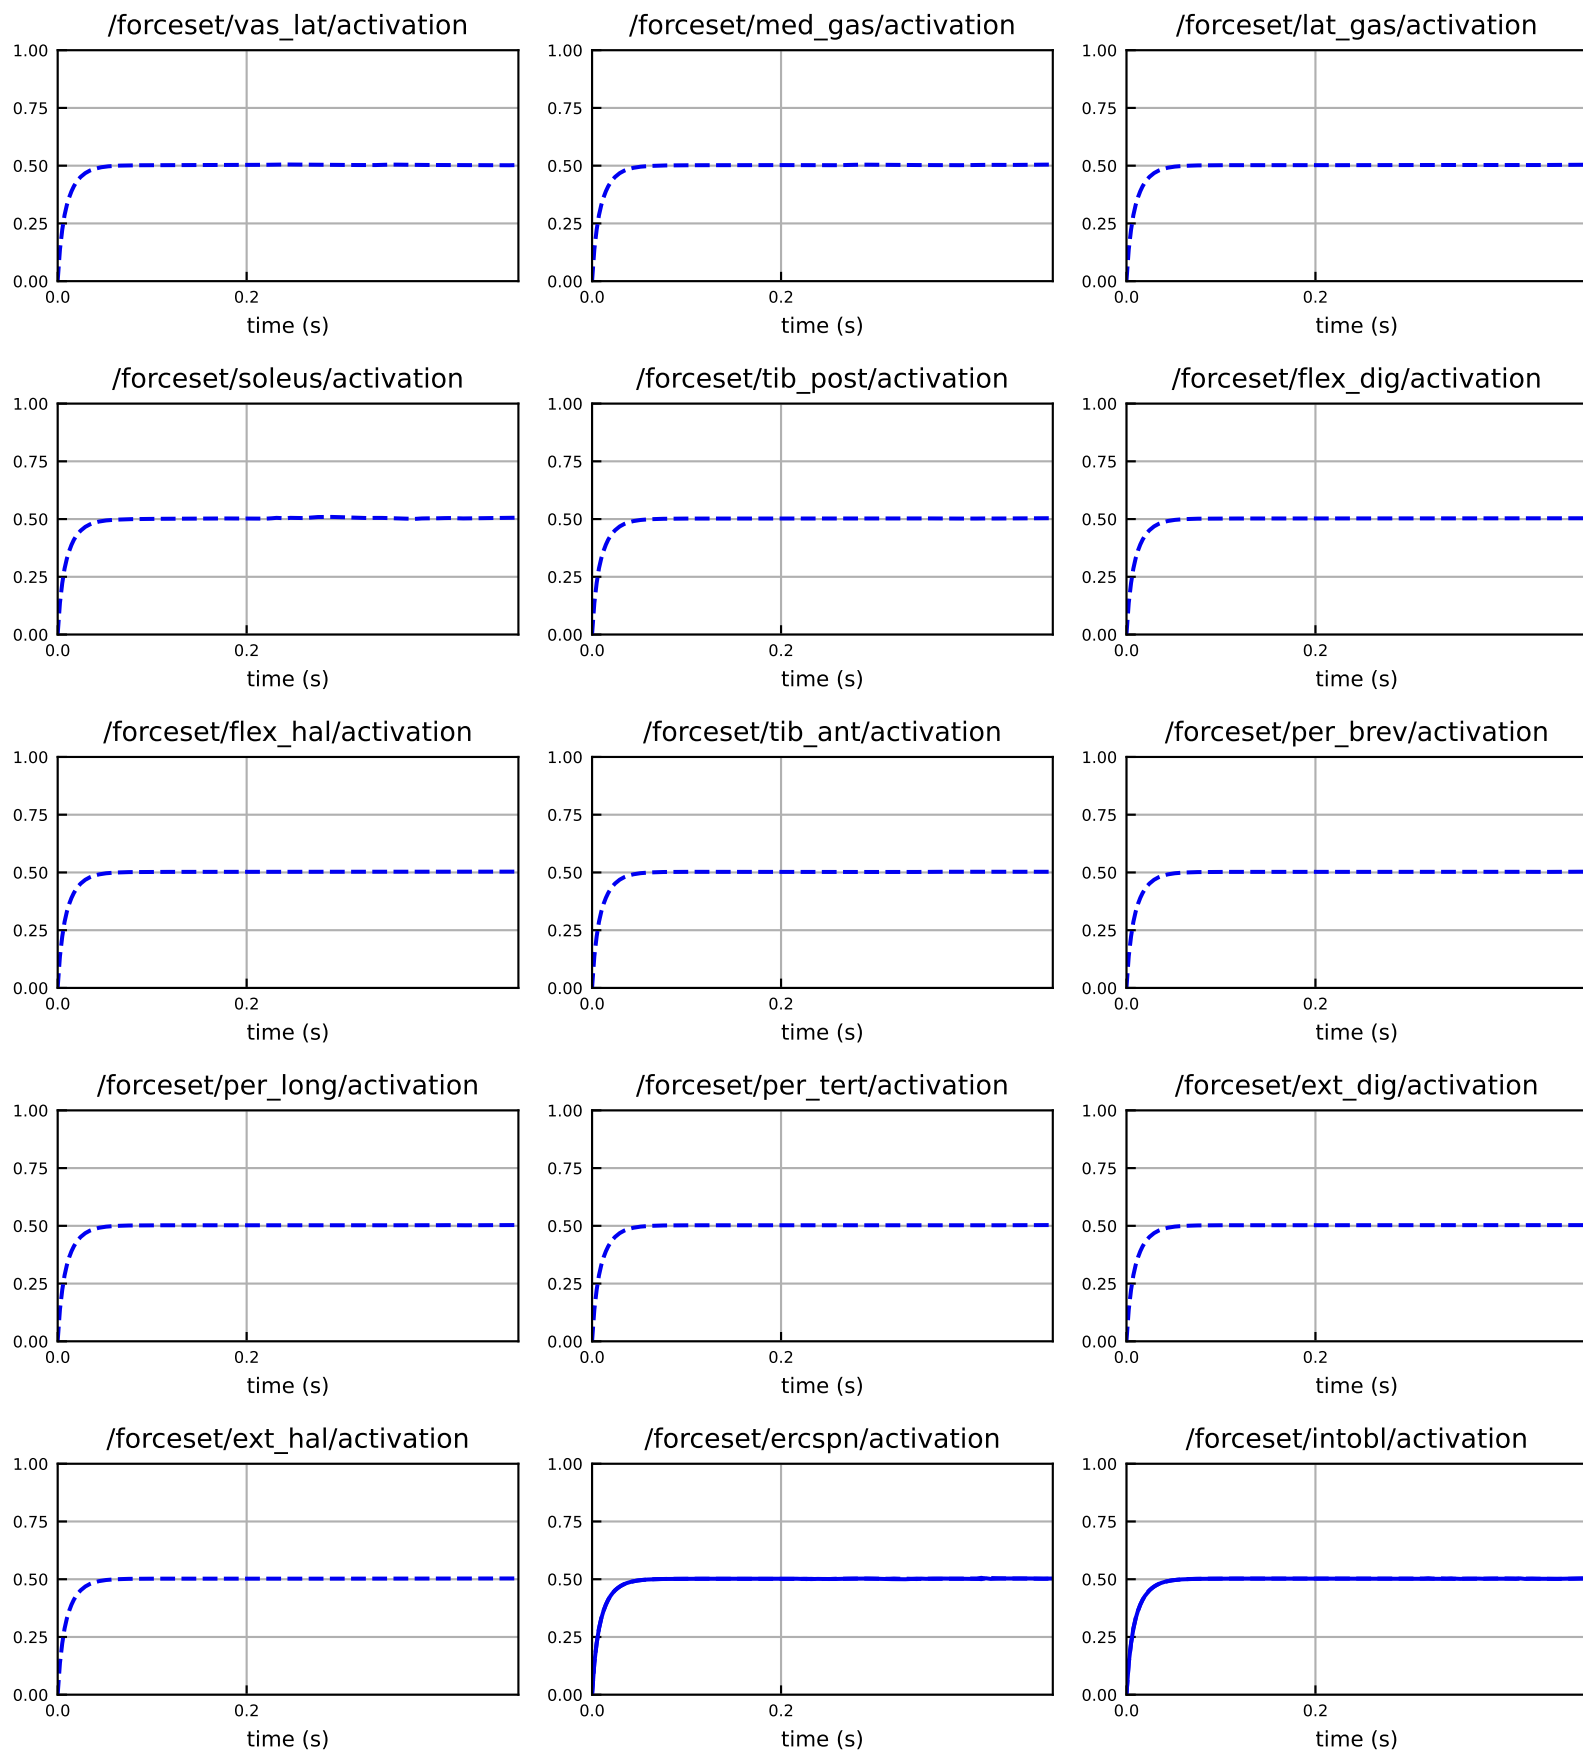 /forceset/vas_lat/activation /forceset/med_gas/activation /forceset/lat_gas/activation
1.00 1.00 1.00
0.75 0.75 0.75
0.50 0.50 0.50
0.25 0.25 0.25
0.00 0.00 0.00
0.0 0.2 0.0 0.2 0.0 0.2
time (s) time (s) time (s)
/forceset/soleus/activation /forceset/tib_post/activation /forceset/flex_dig/activation
1.00 1.00 1.00
0.75 0.75 0.75
0.50 0.50 0.50
0.25 0.25 0.25
0.00 0.00 0.00
0.0 0.2 0.0 0.2 0.0 0.2
time (s) time (s) time (s)
/forceset/flex_hal/activation /forceset/tib_ant/activation /forceset/per_brev/activation
1.00 1.00 1.00
0.75 0.75 0.75
0.50 0.50 0.50
0.25 0.25 0.25
0.00 0.00 0.00
0.0 0.2 0.0 0.2 0.0 0.2
time (s) time (s) time (s)
/forceset/per_long/activation /forceset/per_tert/activation /forceset/ext_dig/activation
1.00 1.00 1.00
0.75 0.75 0.75
0.50 0.50 0.50
0.25 0.25 0.25
0.00 0.00 0.00
0.0 0.2 0.0 0.2 0.0 0.2
time (s) time (s) time (s)
/forceset/ext_hal/activation /forceset/ercspn/activation /forceset/intobl/activation
1.00 1.00 1.00
0.75 0.75 0.75
0.50 0.50 0.50
0.25 0.25 0.25
0.00 0.00 0.00
0.0 0.2 0.0 0.2 0.0 0.2
time (s) time (s) time (s)